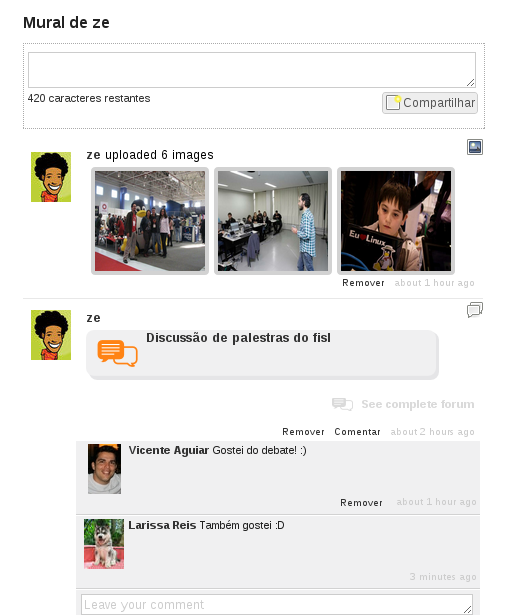 Mural de ze
420 caracteres restantes
Compartilhar
ze uploaded 6 images
Eu Linux
Remover about 1 hour ago
ze
Discussão de palestras do fisl
See complete forum
Remover Comentar about 2 hours ago
Vicente Aguiar Gostei do debate! :)
Remover about 1 hour ago
Larissa Reis Também gostei :D
3 minutes ago
Leave your comment